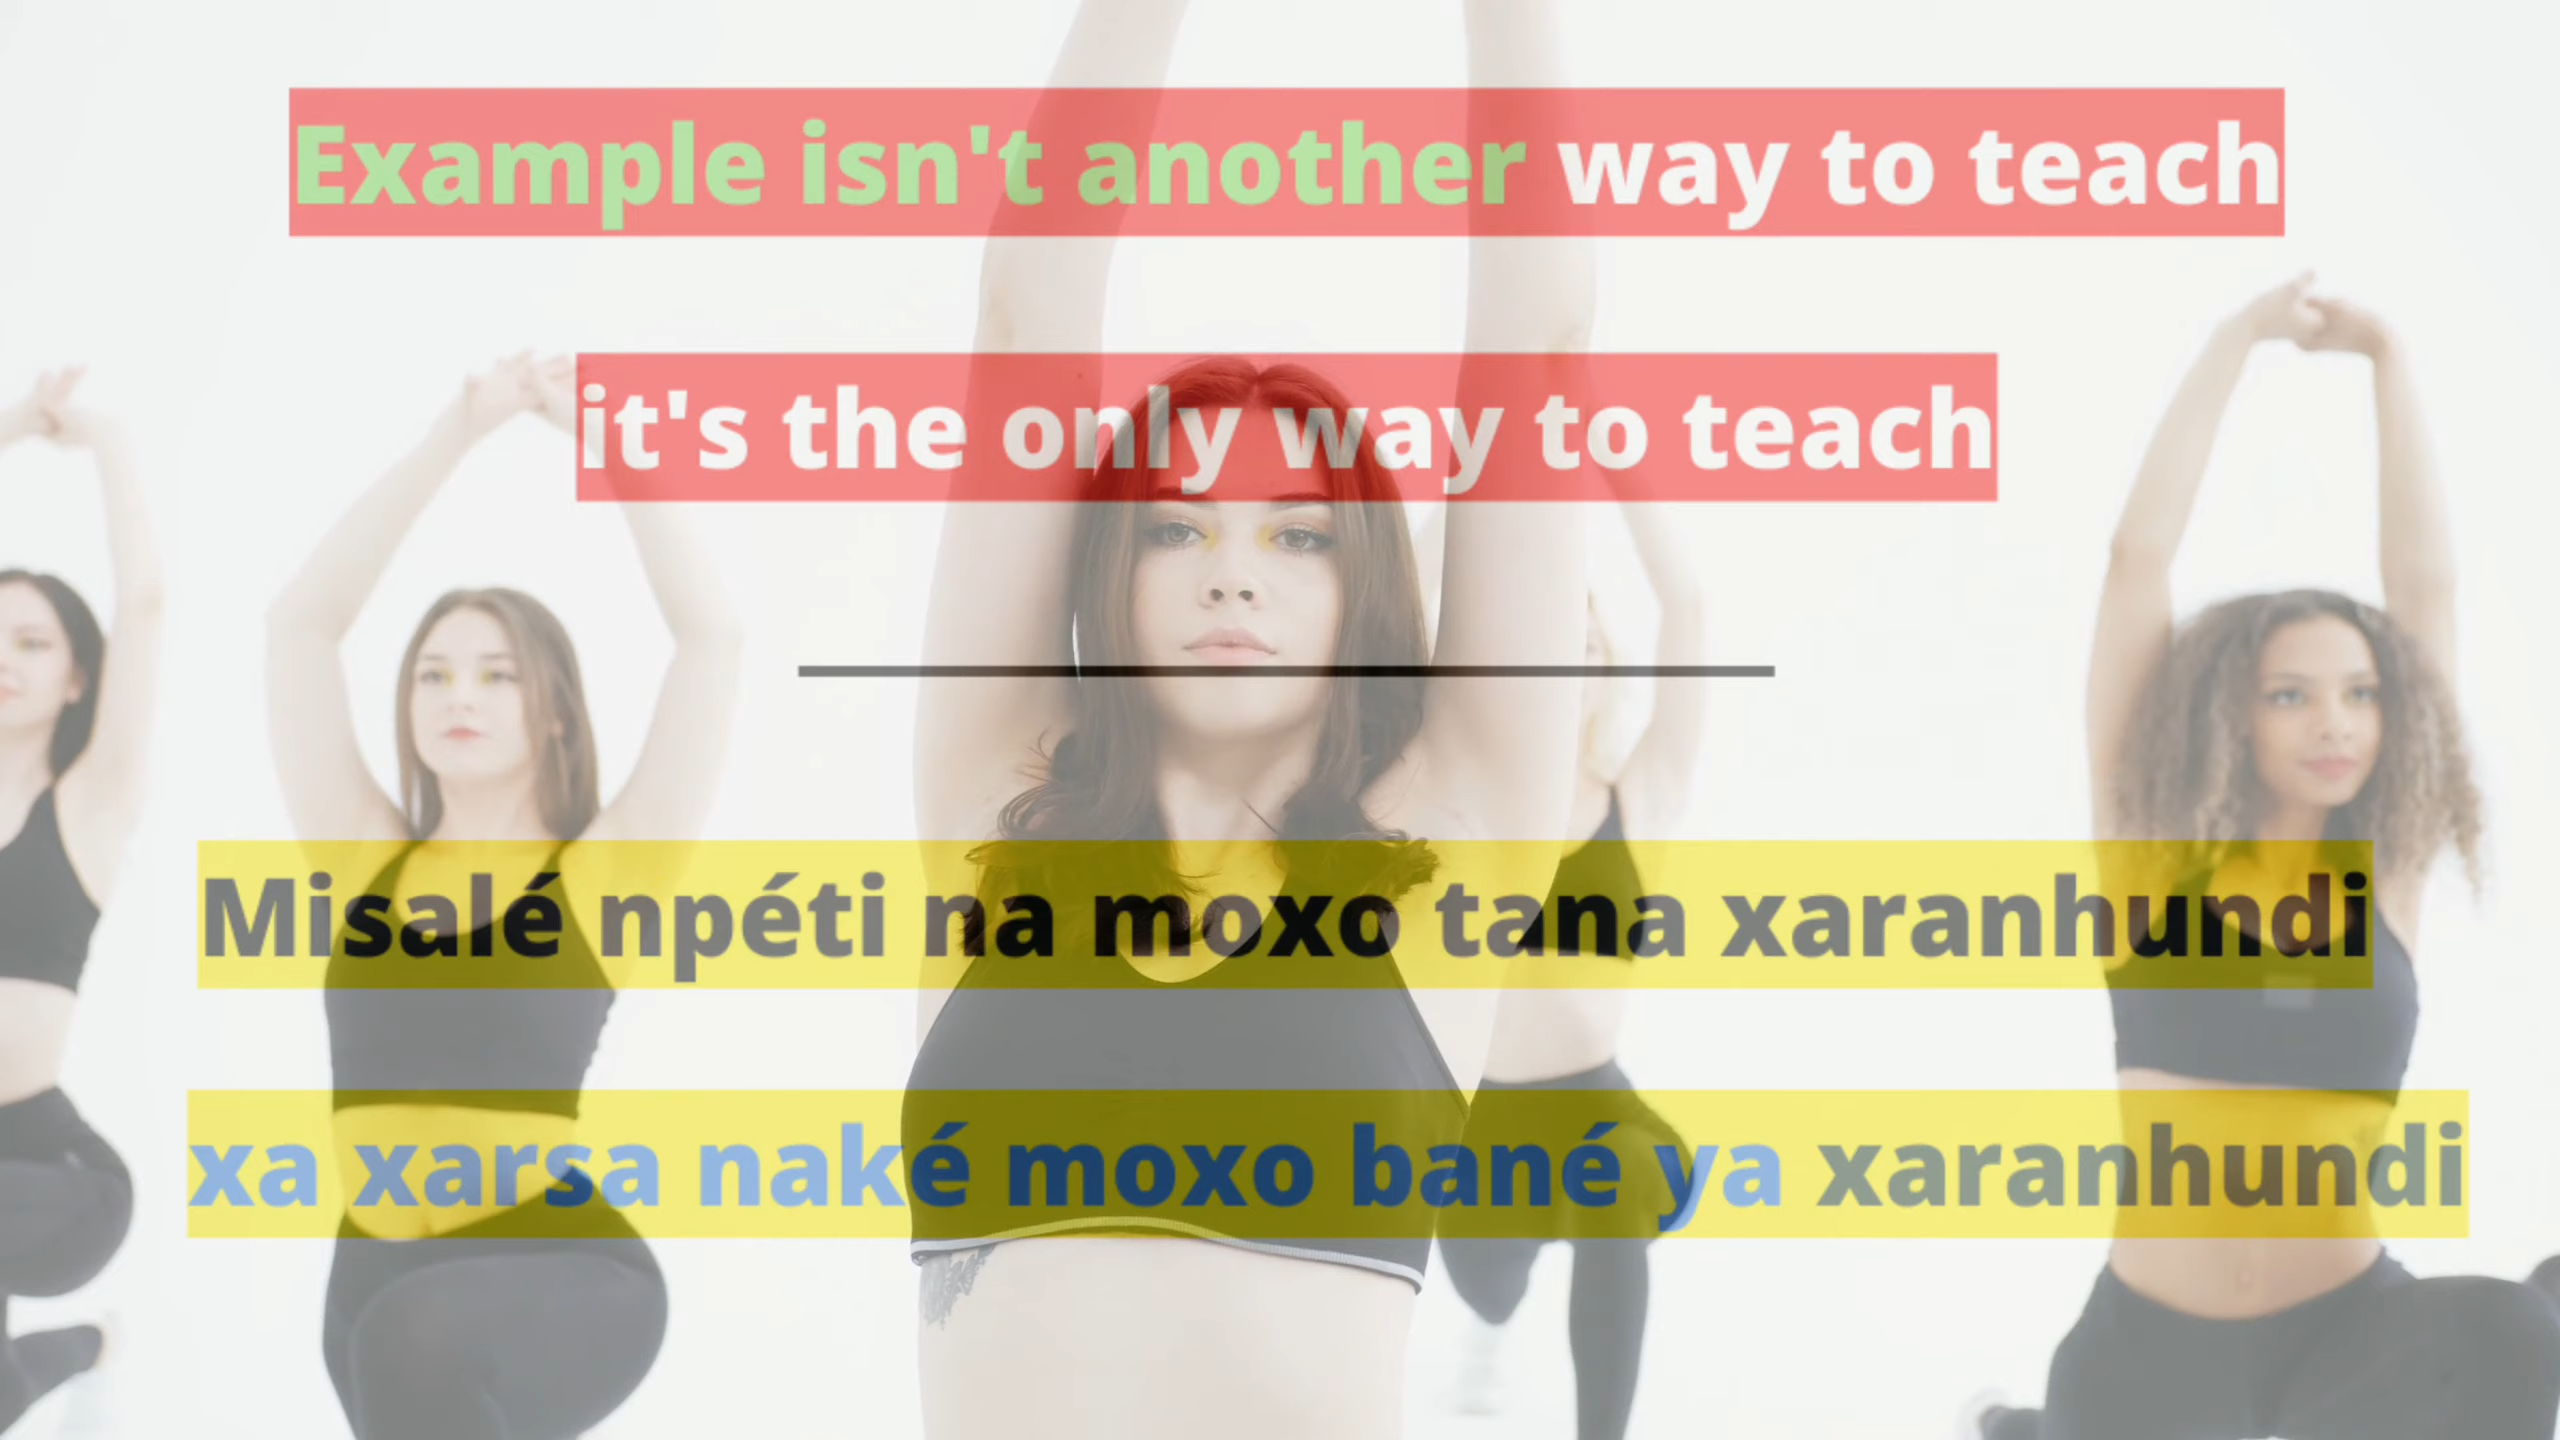 Example isn't another way to teach
it's the only way to teach
Misalé npéti na moxo tana xaranhundi
xa xarsa naké moxo bané ya xaranhundi